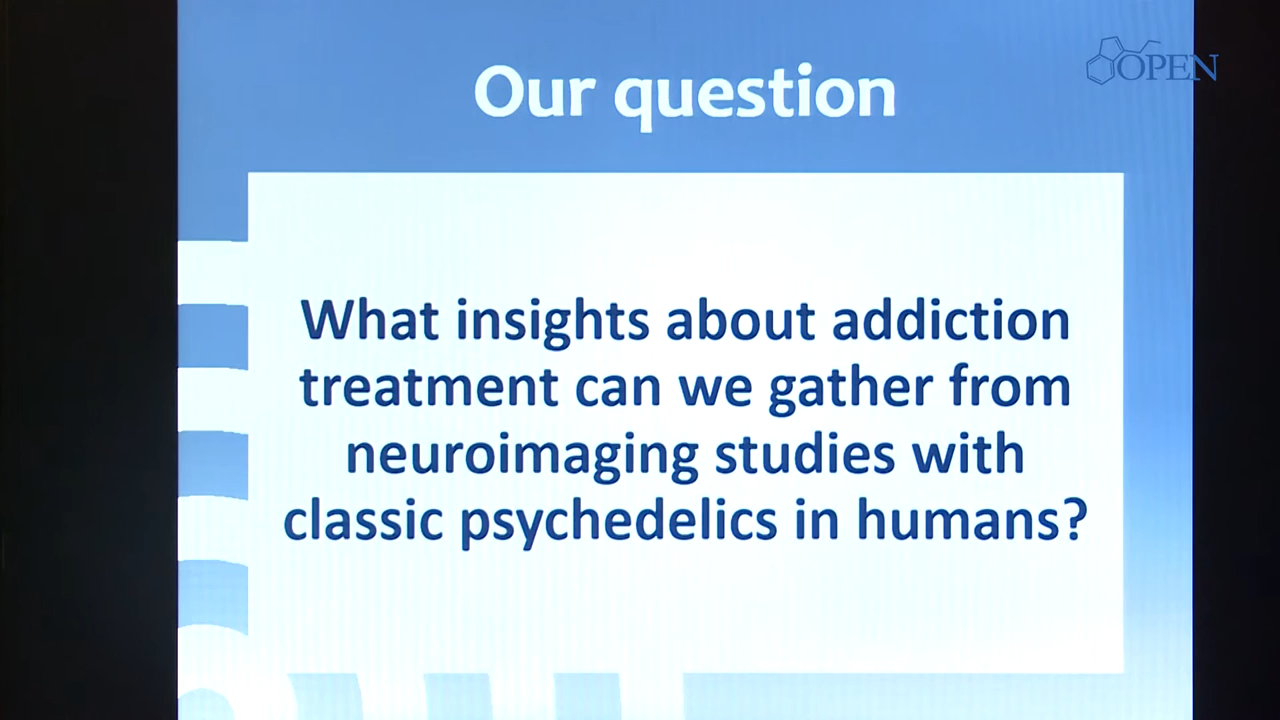 OPEN
Our question
What insights about addiction
treatment can we gather from
neuroimaging studies with
classic psychedelics in humans?